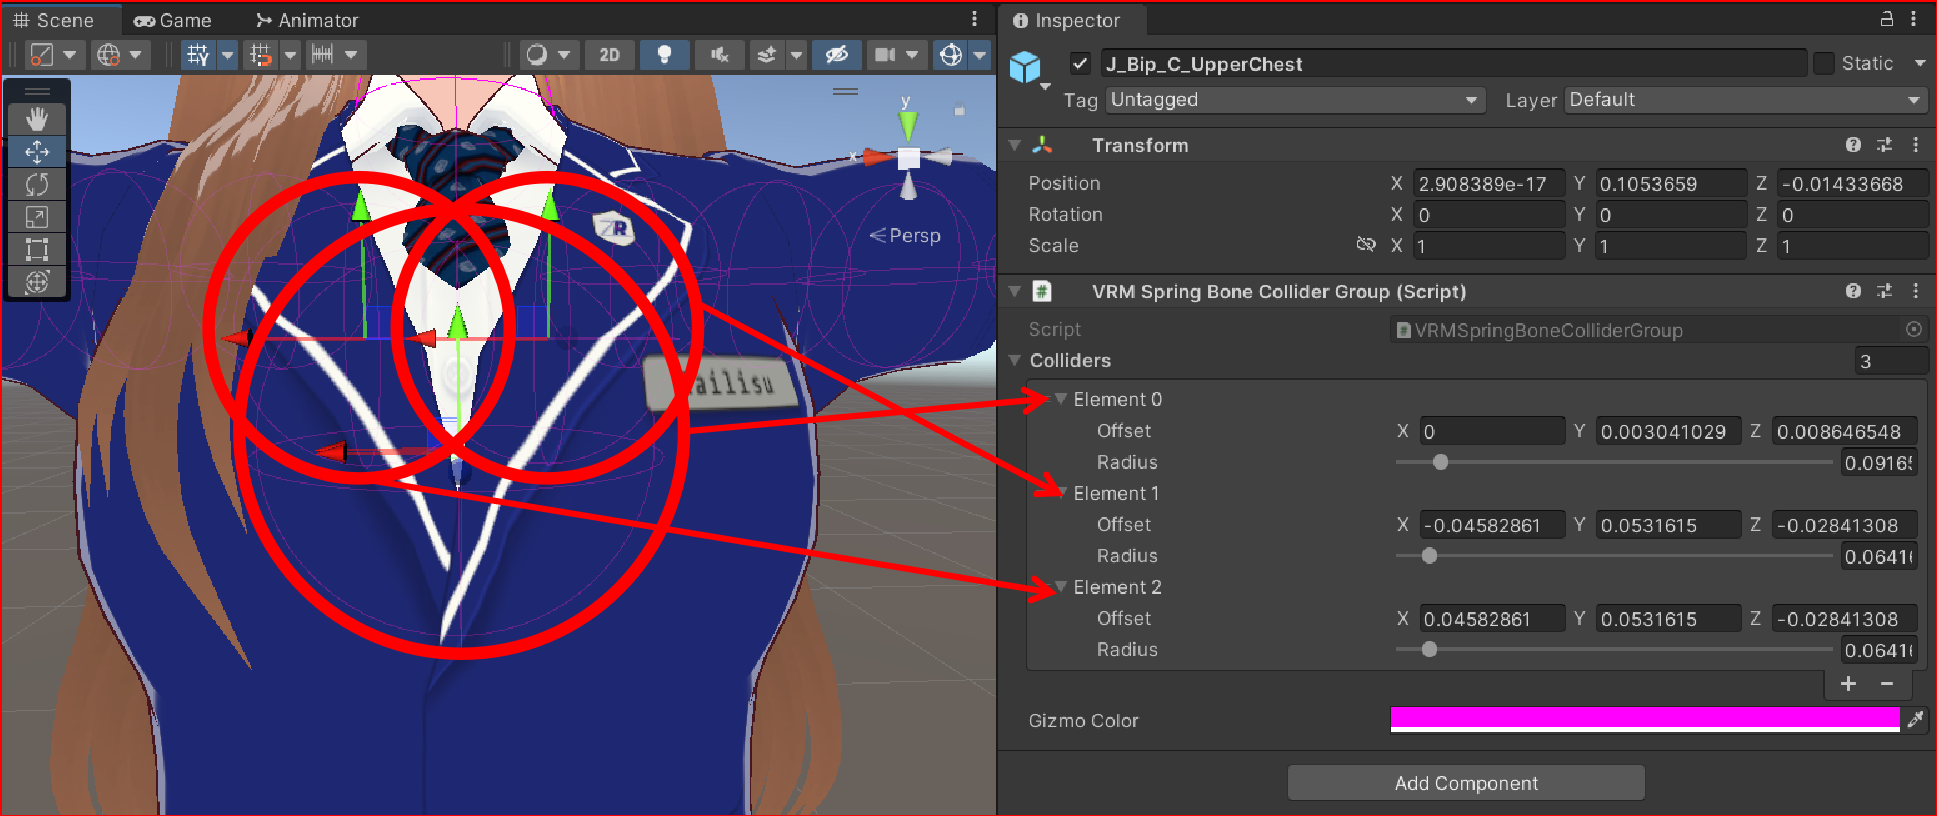 Scene Game Animator
2D
y
x
Persp
R
ailisu
Inspector
J_Bip_C_UpperChest Static
Tag Untagged Layer Default
Transform
Position X 2.908389e-17 Y 0.1053659 Z -0.01433668
Rotation X 0 Y 0 Z 0
Scale X 1 Y 1 Z 1
VRM Spring Bone Collider Group (Script)
Script VRMSpringBoneColliderGroup
Colliders 3
Element 0
Offset X 0 Y 0.003041029 Z 0.008646548
Radius 0.0916
Element 1
Offset X -0.04582861 Y 0.0531615 Z -0.02841308
Radius 0.0641
Element 2
Offset X 0.04582861 Y 0.0531615 Z -0.02841308
Radius 0.0641
+ -
Gizmo Color
Add Component